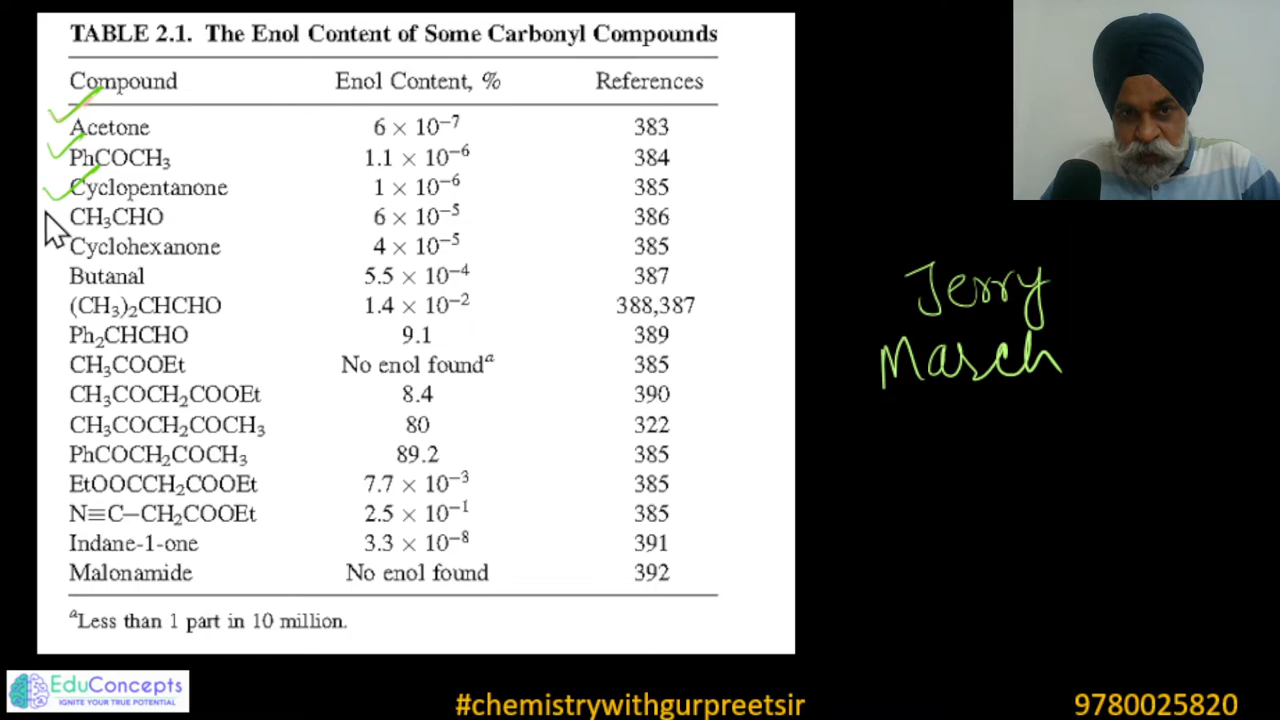 TABLE 2.1. The Enol Content of Some Carbonyl Compounds
Compound Enol Content, % References
Acetone 6 × 10⁻⁷ 383
PhCOCH₃ 1.1 × 10⁻⁶ 384
Cyclopentanone 1 × 10⁻⁶ 385
CH₃CHO 6 × 10⁻⁵ 386
Cyclohexanone 4 × 10⁻⁵ 385
Butanal 5.5 × 10⁻⁴ 387
(CH₃)₂CHCHO 1.4 × 10⁻² 388,387
Ph₂CHCHO 9.1 389
CH₃COOEt No enol foundᵃ 385
CH₃COCH₂COOEt 8.4 390
CH₃COCH₂COCH₃ 80 322
PhCOCH₂COCH₃ 89.2 385
EtOOCCH₂COOEt 7.7 × 10⁻³ 385
N≡C−CH₂COOEt 2.5 × 10⁻¹ 385
Indane-1-one 3.3 × 10⁻⁸ 391
Malonamide No enol found 392
ᵃLess than 1 part in 10 million.
Jerry
March
EduConcepts
IGNITE YOUR TRUE POTENTIAL
#chemistrywithgurpreetsir
9780025820